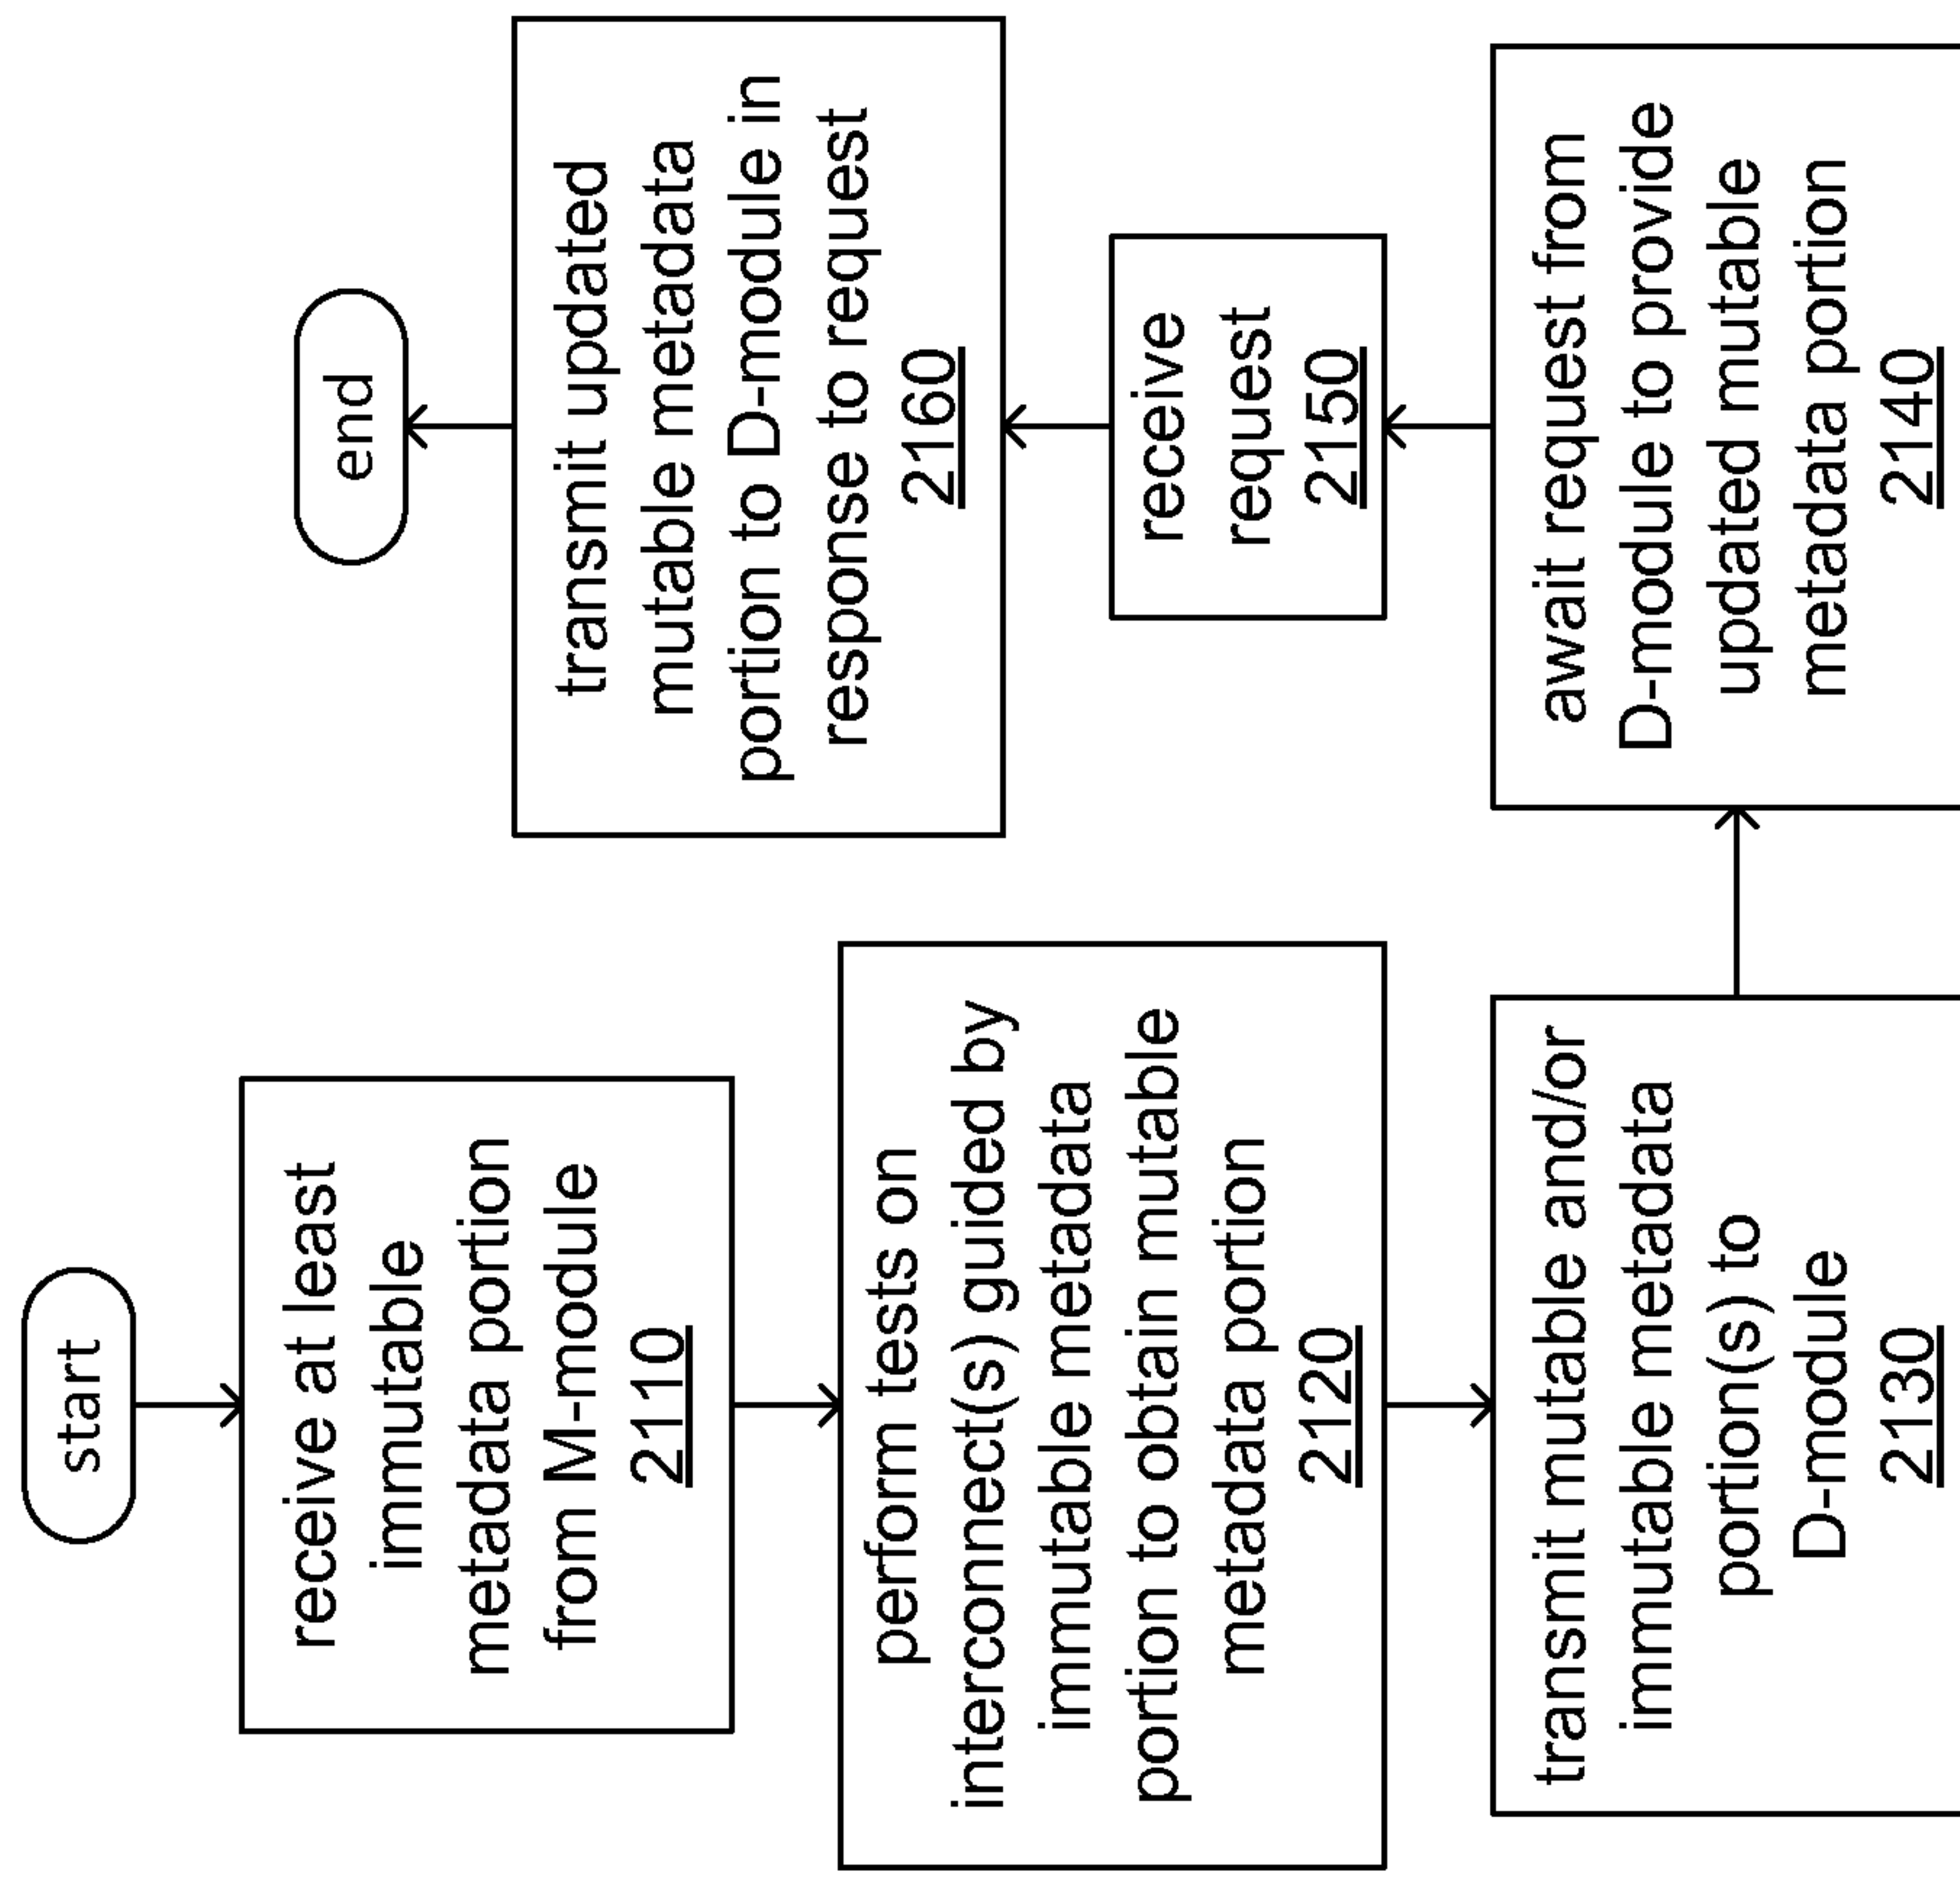 start
receive at least
immutable
metadata portion
from M-module
2110
perform tests on
interconnect(s) guided by
immutable metadata
portion to obtain mutable
metadata portion
2120
transmit mutable and/or
immutable metadata
portion(s) to
D-module
2130
await request from
D-module to provide
updated mutable
metadata portion
2140
receive
request
2150
transmit updated
mutable metadata
portion to D-module in
response to request
2160
end